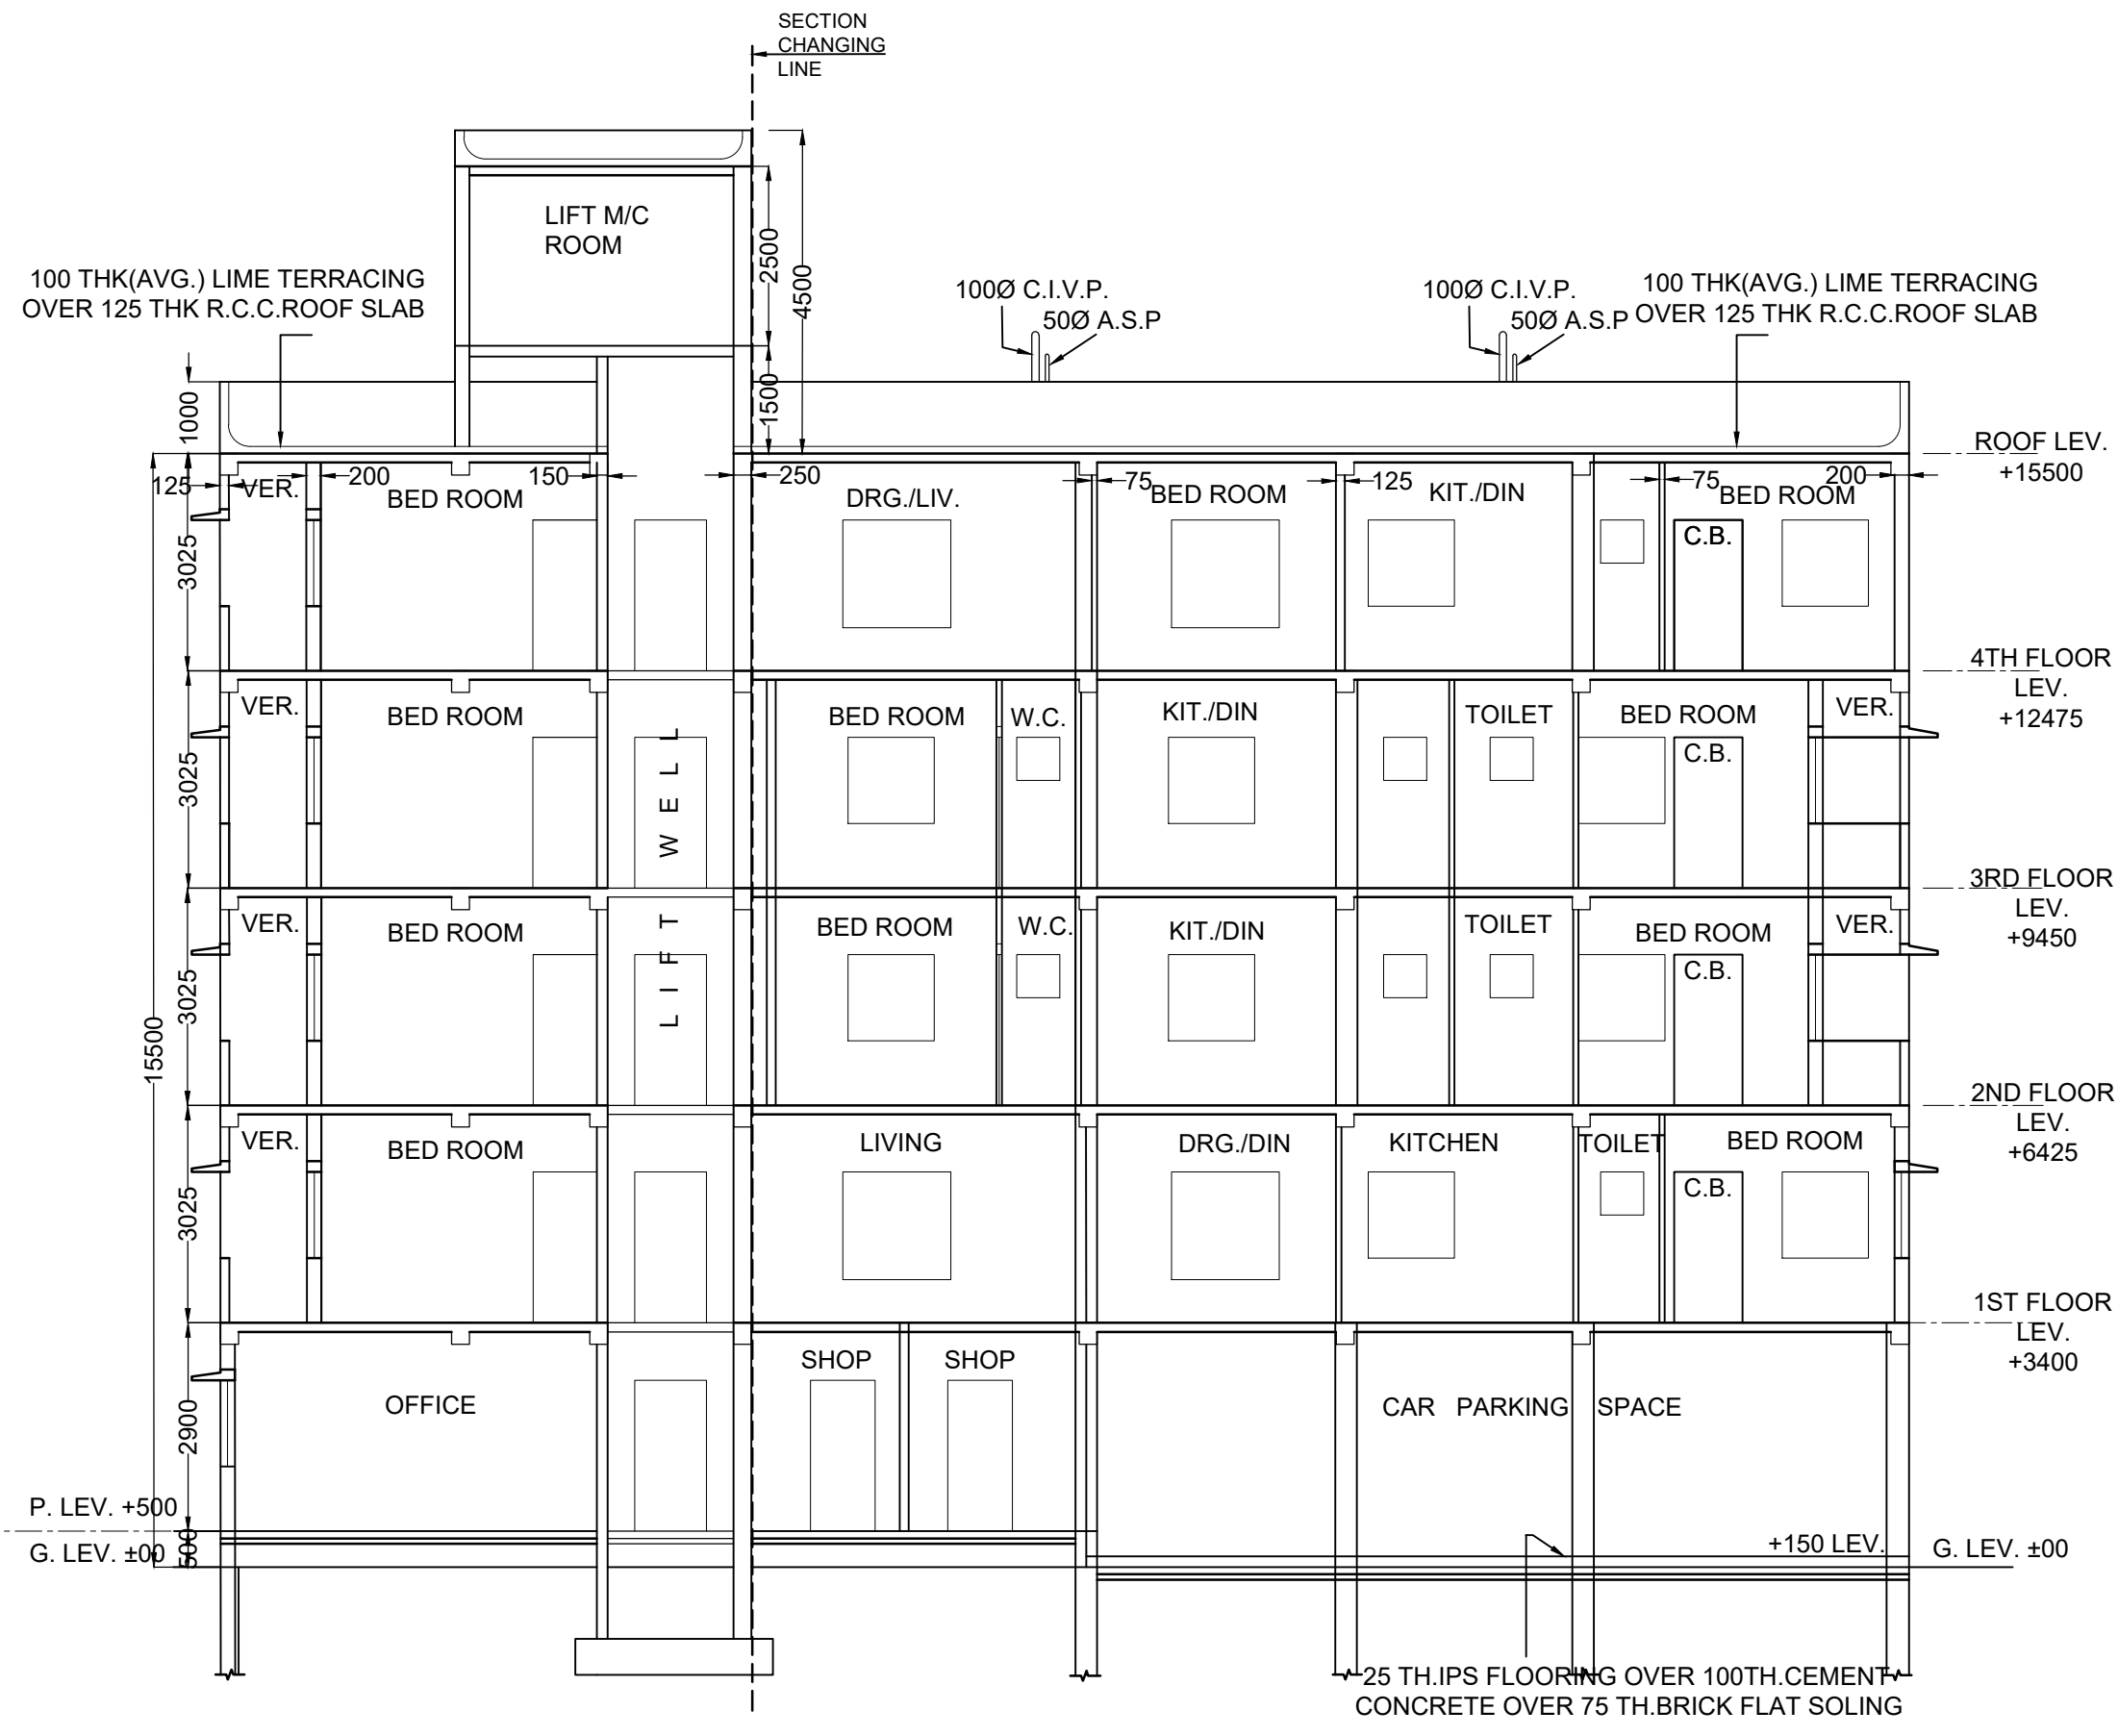 SECTION
CHANGING
LINE
LIFT M/C
ROOM
2500
4500
1500
100 THK(AVG.) LIME TERRACING
OVER 125 THK R.C.C.ROOF SLAB
100Ø C.I.V.P.
50Ø A.S.P
100Ø C.I.V.P.
50Ø A.S.P
100 THK(AVG.) LIME TERRACING
OVER 125 THK R.C.C.ROOF SLAB
1000
ROOF LEV.
+15500
125
VER.
200
BED ROOM
150
250
DRG./LIV.
75
BED ROOM
125
KIT./DIN
75
BED ROOM
200
C.B.
3025
4TH FLOOR
LEV.
+12475
VER.
BED ROOM
BED ROOM
W.C.
KIT./DIN
TOILET
BED ROOM
C.B.
VER.
3025
LIFT WELL
3RD FLOOR
LEV.
+9450
VER.
BED ROOM
BED ROOM
W.C.
KIT./DIN
TOILET
BED ROOM
C.B.
VER.
3025
15500
2ND FLOOR
LEV.
+6425
VER.
BED ROOM
LIVING
DRG./DIN
KITCHEN
TOILET
BED ROOM
C.B.
3025
1ST FLOOR
LEV.
+3400
OFFICE
SHOP
SHOP
CAR PARKING SPACE
2900
P. LEV. +500
G. LEV. ±00
500
+150 LEV.
G. LEV. ±00
25 TH.IPS FLOORING OVER 100TH.CEMENT
CONCRETE OVER 75 TH.BRICK FLAT SOLING